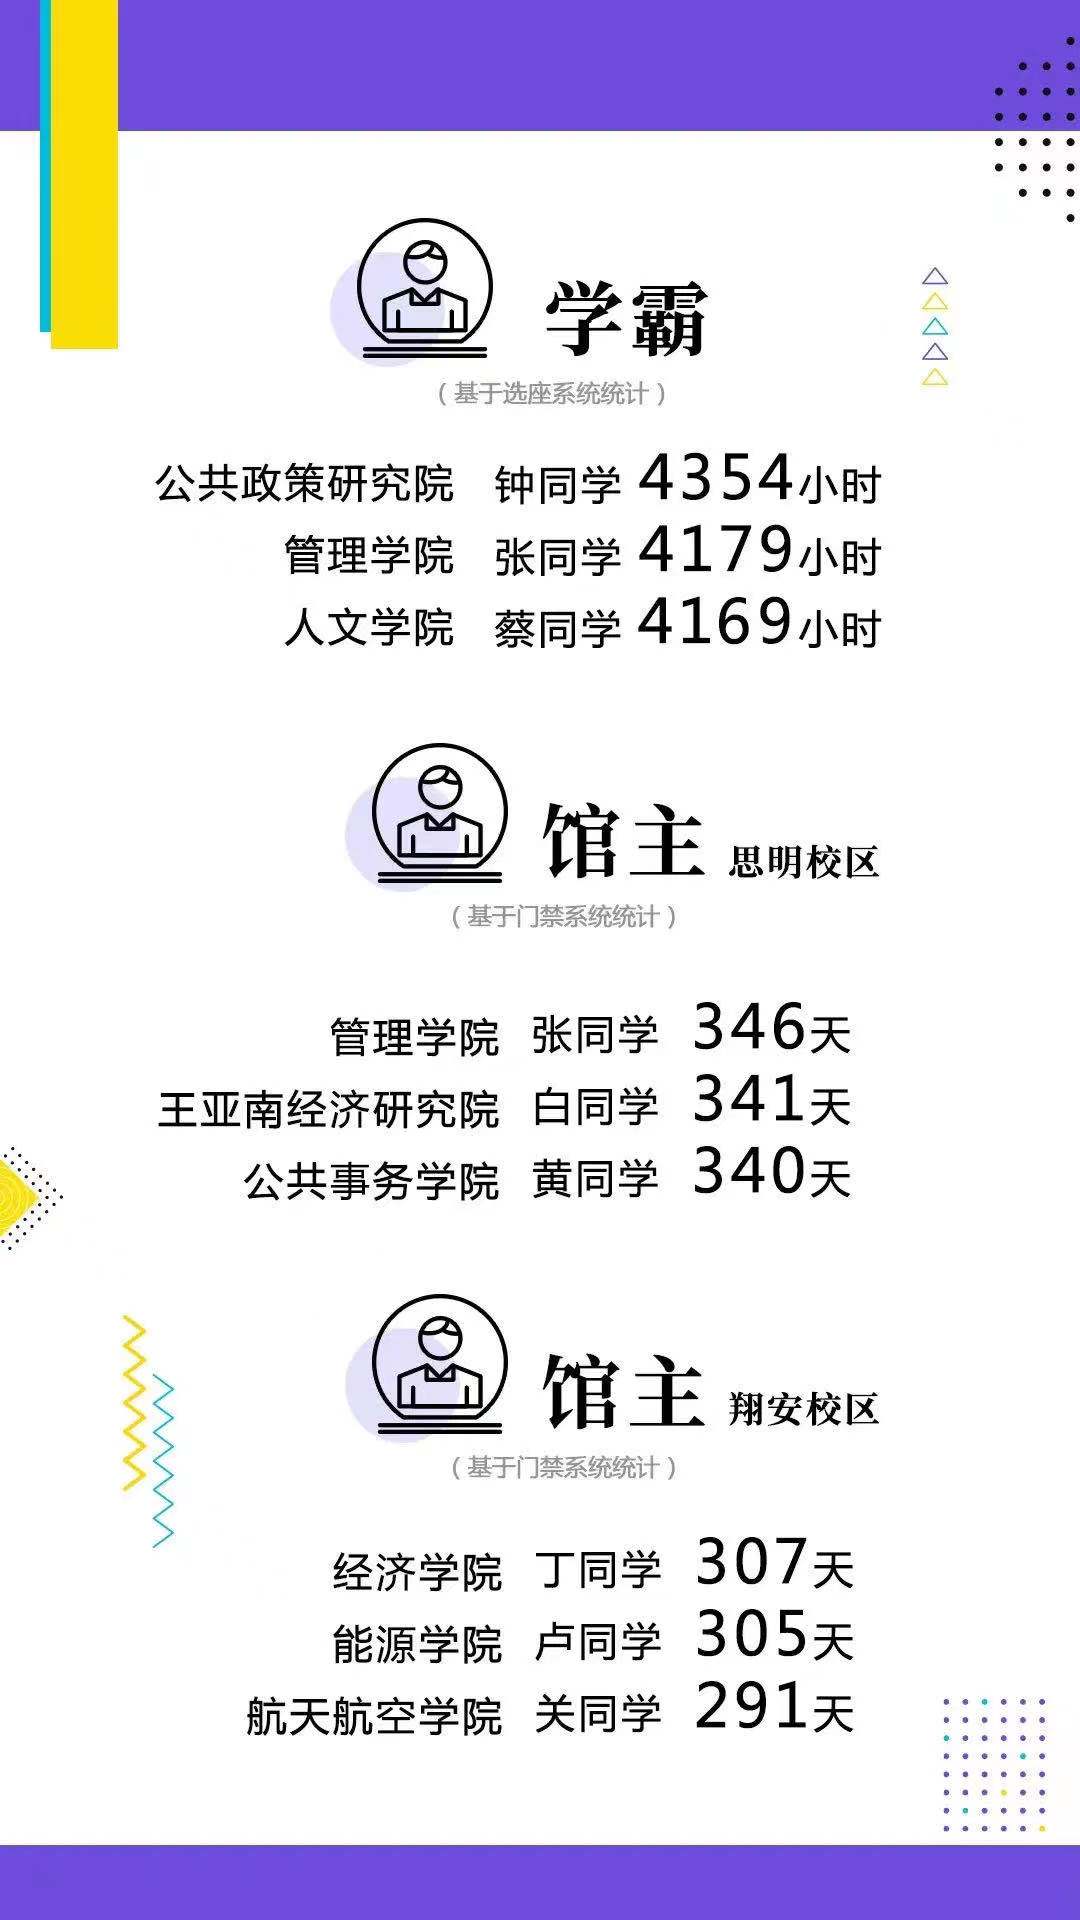 学霸
（基于选座系统统计）
公共政策研究院 钟同学 4354小时
管理学院 张同学 4179小时
人文学院 蔡同学 4169小时
馆主 思明校区
（基于门禁系统统计）
管理学院 张同学 346天
王亚南经济研究院 白同学 341天
公共事务学院 黄同学 340天
馆主 翔安校区
（基于门禁系统统计）
经济学院 丁同学 307天
能源学院 卢同学 305天
航天航空学院 关同学 291天